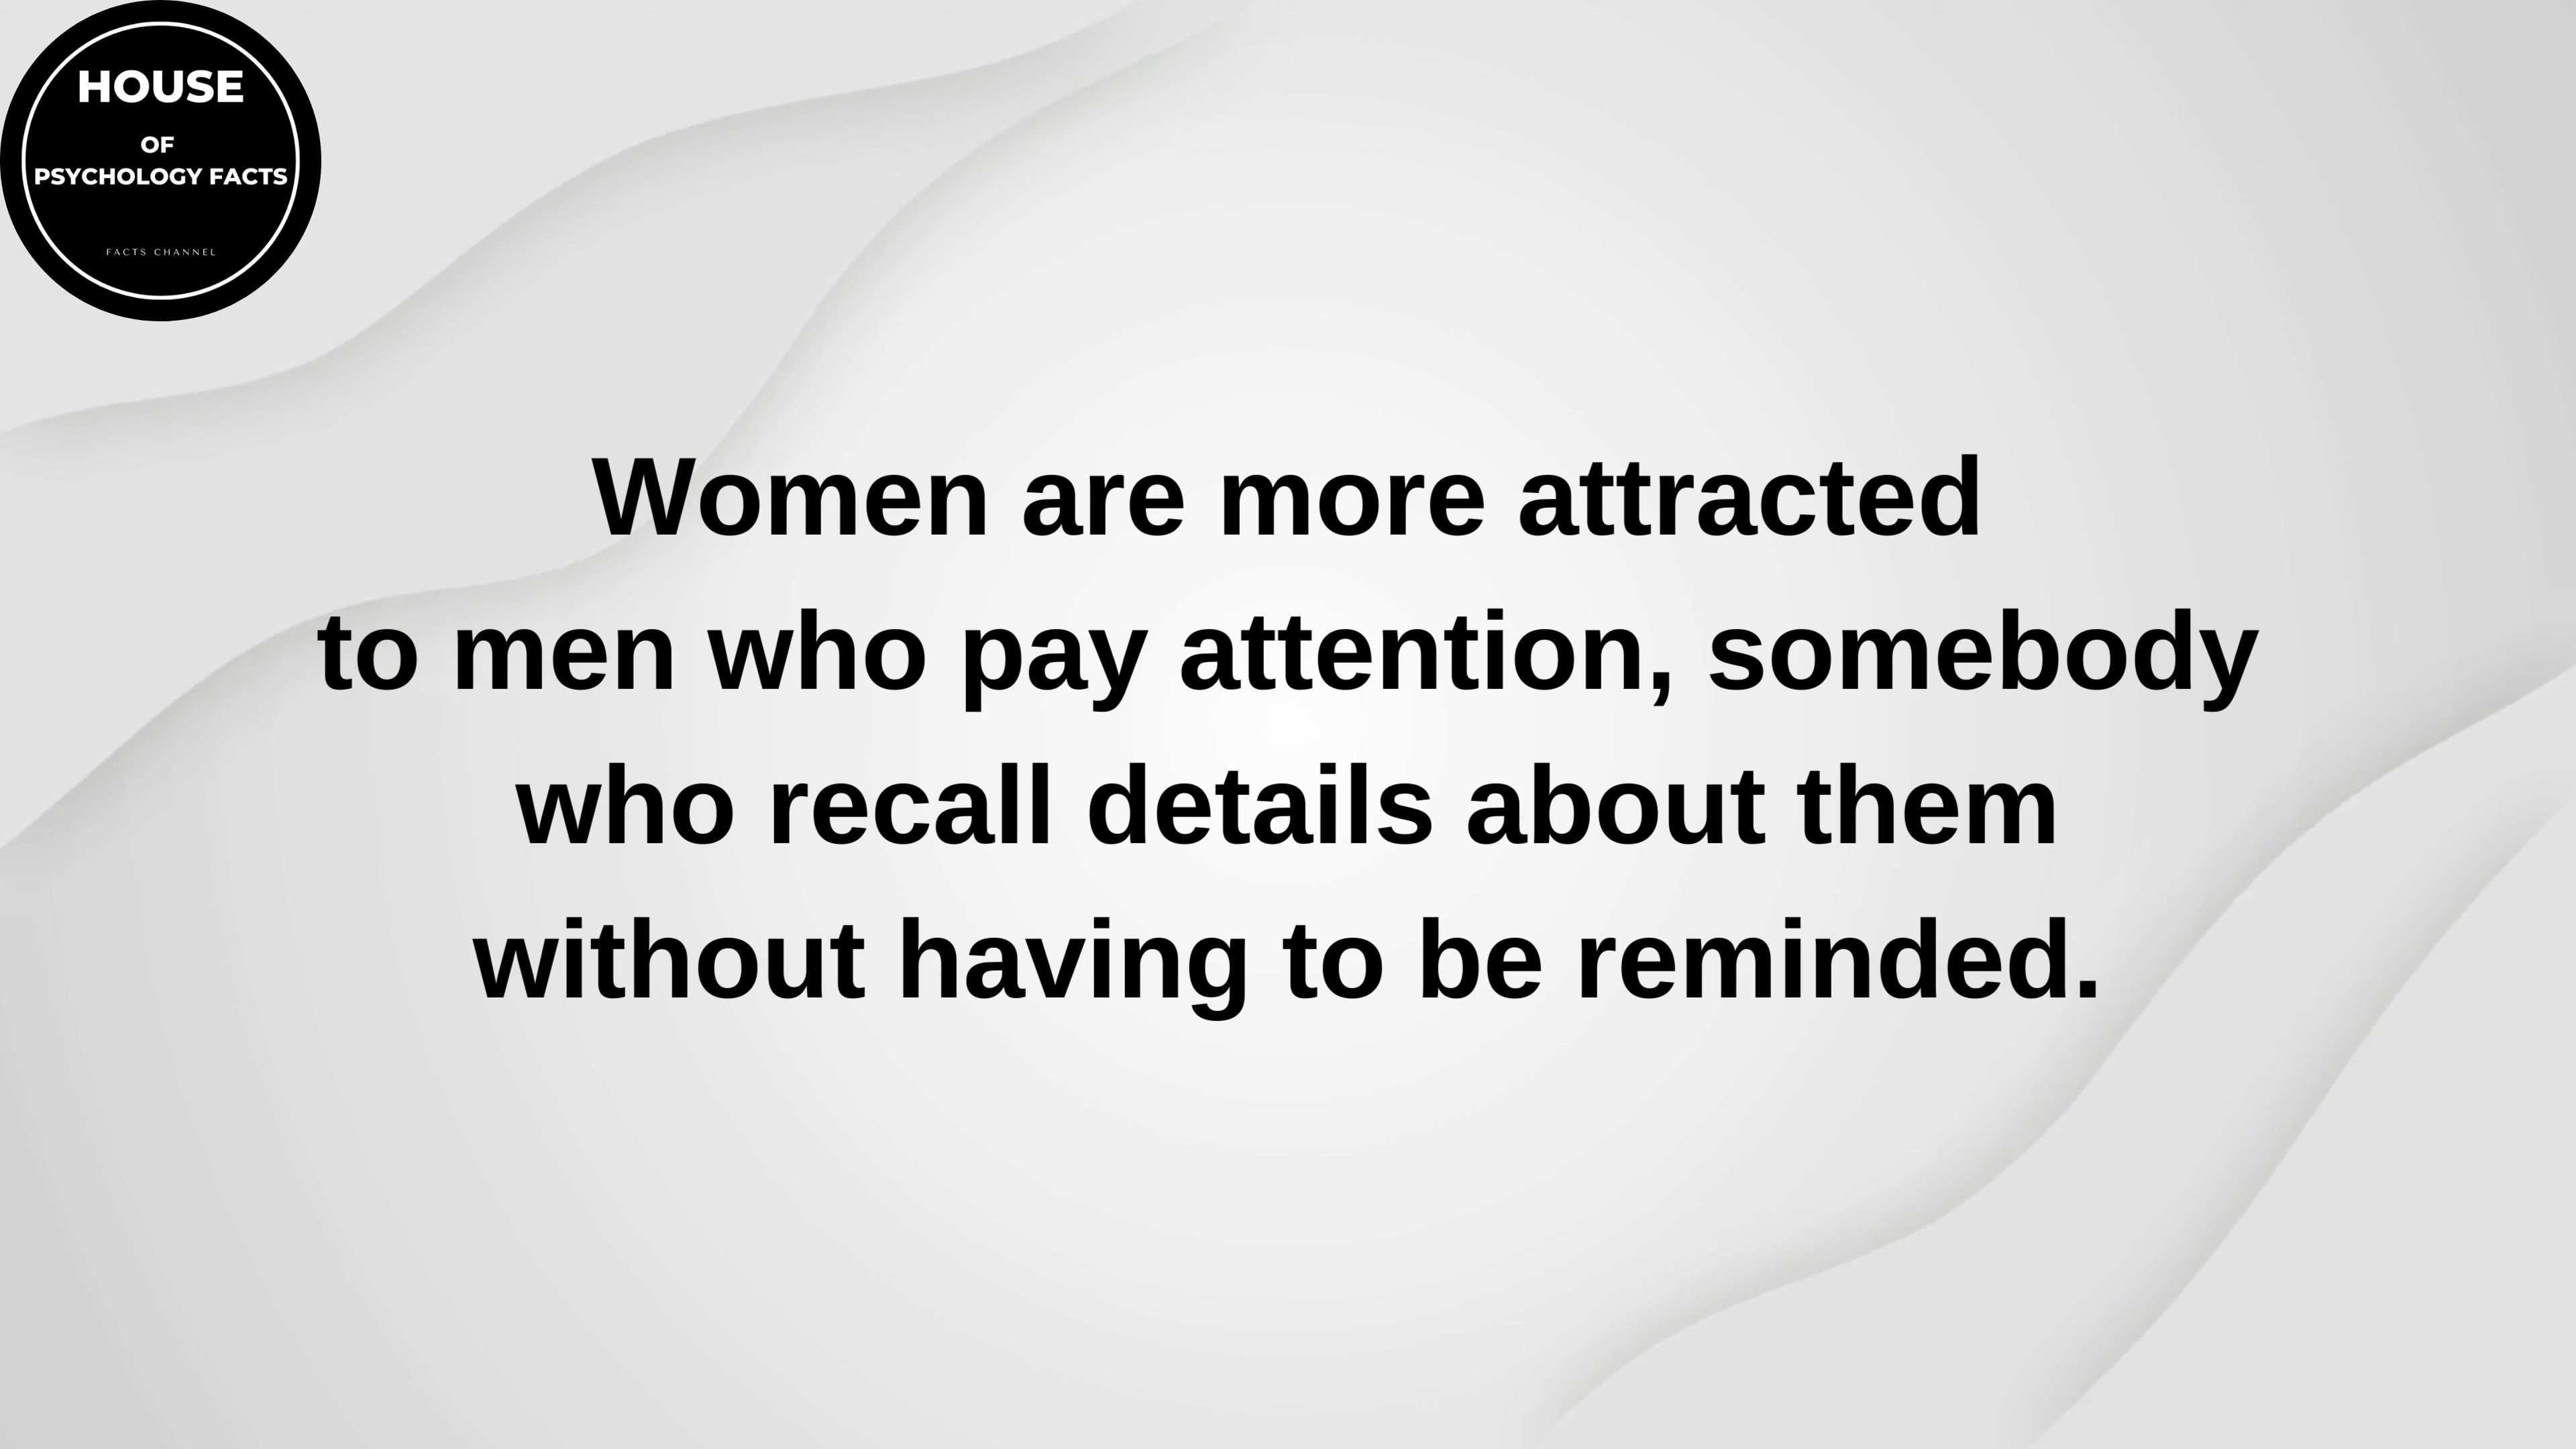 HOUSE
OF
PSYCHOLOGY FACTS
FACTS CHANNEL
Women are more attracted
to men who pay attention, somebody
who recall details about them
without having to be reminded.